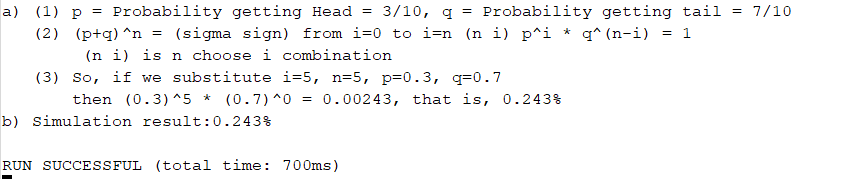 a) (1) p = Probability getting Head = 3/10, q = Probability getting tail = 7/10
(2) (p+q)^n = (sigma sign) from i=0 to i=n (n i) p^i * q^(n-i) = 1
(n i) is n choose i combination
(3) So, if we substitute i=5, n=5, p=0.3, q=0.7
then (0.3)^5 * (0.7)^0 = 0.00243, that is, 0.243%
b) Simulation result:0.243%
RUN SUCCESSFUL (total time: 700ms)